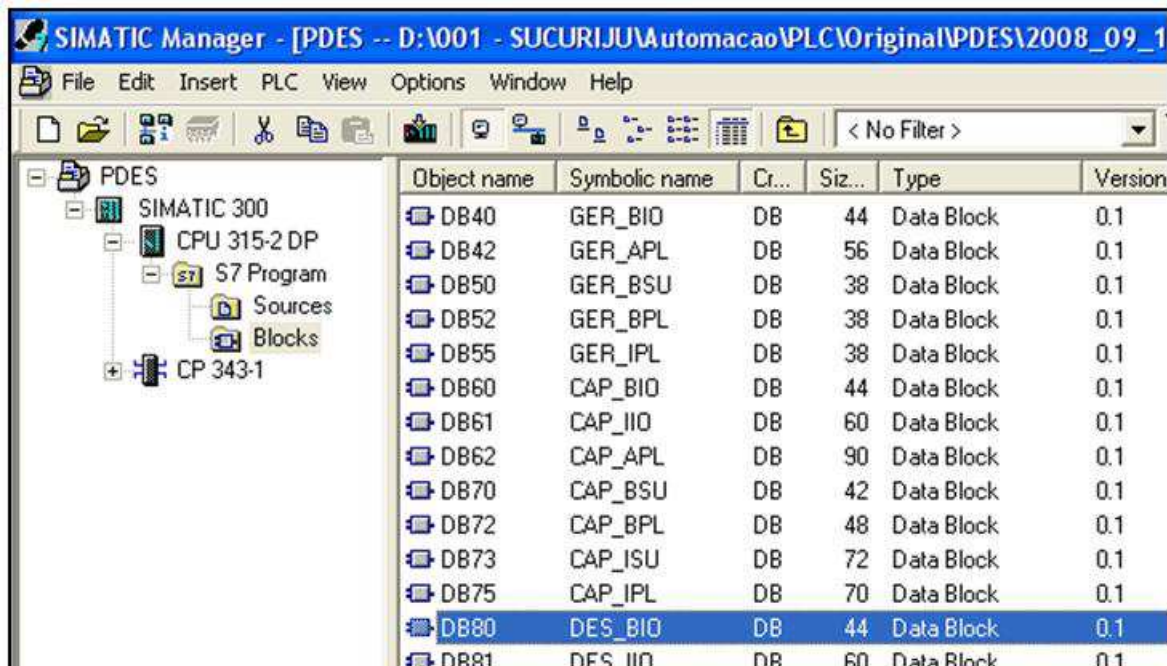 SIMATIC Manager - [PDES -- D:\001 - SUCURIJU\Automacao\PLC\Original\PDES\2008_09_1
File Edit Insert PLC View Options Window Help
< No Filter >
PDES
SIMATIC 300
CPU 315-2 DP
S7 Program
Sources
Blocks
CP 343-1
Object name Symbolic name Cr... Siz... Type Version
DB40 GER_BIO DB 44 Data Block 0.1
DB42 GER_APL DB 56 Data Block 0.1
DB50 GER_BSU DB 38 Data Block 0.1
DB52 GER_BPL DB 38 Data Block 0.1
DB55 GER_IPL DB 38 Data Block 0.1
DB60 CAP_BIO DB 44 Data Block 0.1
DB61 CAP_IIO DB 60 Data Block 0.1
DB62 CAP_APL DB 90 Data Block 0.1
DB70 CAP_BSU DB 42 Data Block 0.1
DB72 CAP_BPL DB 48 Data Block 0.1
DB73 CAP_ISU DB 72 Data Block 0.1
DB75 CAP_IPL DB 70 Data Block 0.1
DB80 DES_BIO DB 44 Data Block 0.1
DB81 DES_IIO DB 60 Data Block 0.1